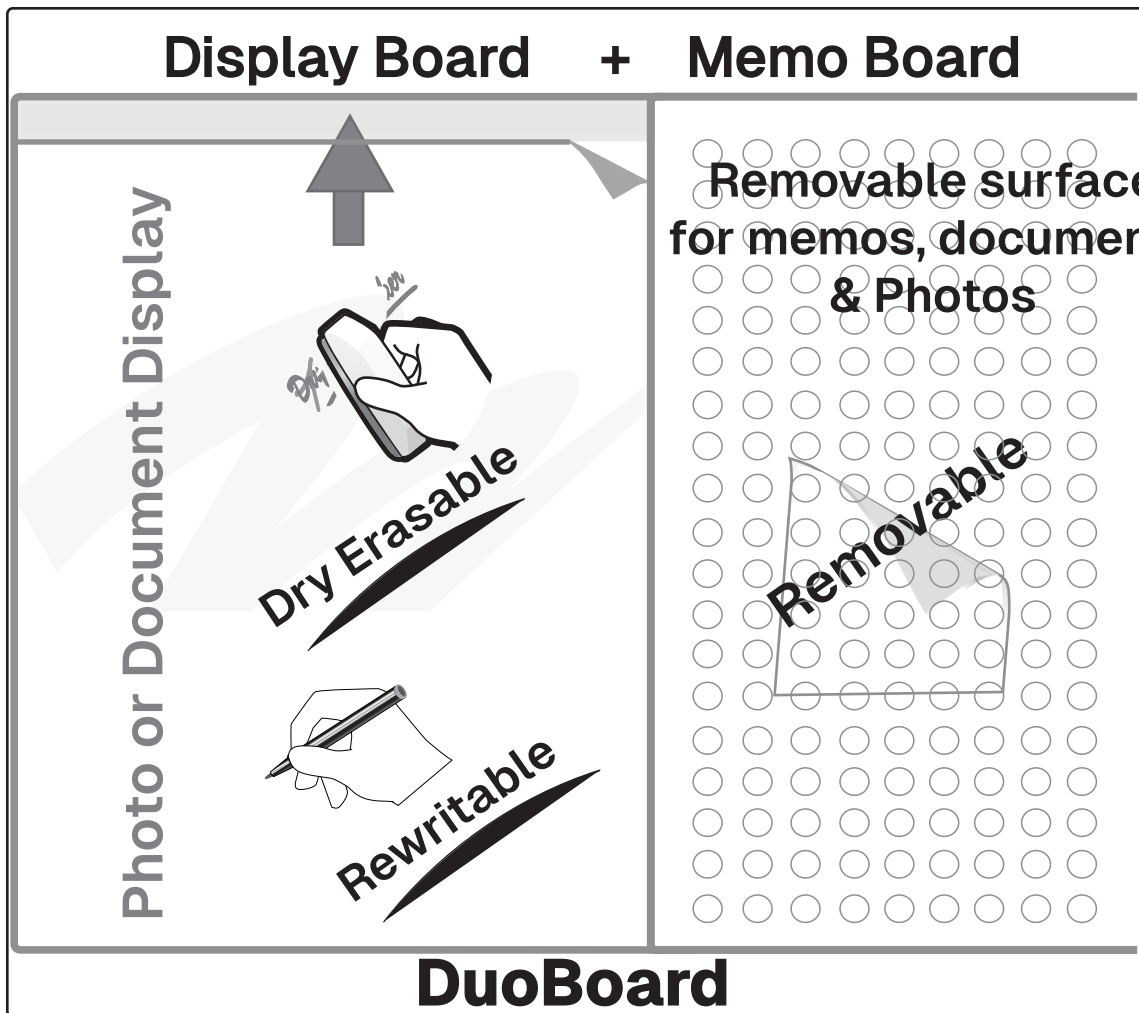 Display Board + Memo Board
Photo or Document Display
Dry
Dry Erasable
Rewritable
Removable surface
for memos, documen
& Photos
Removable
DuoBoard